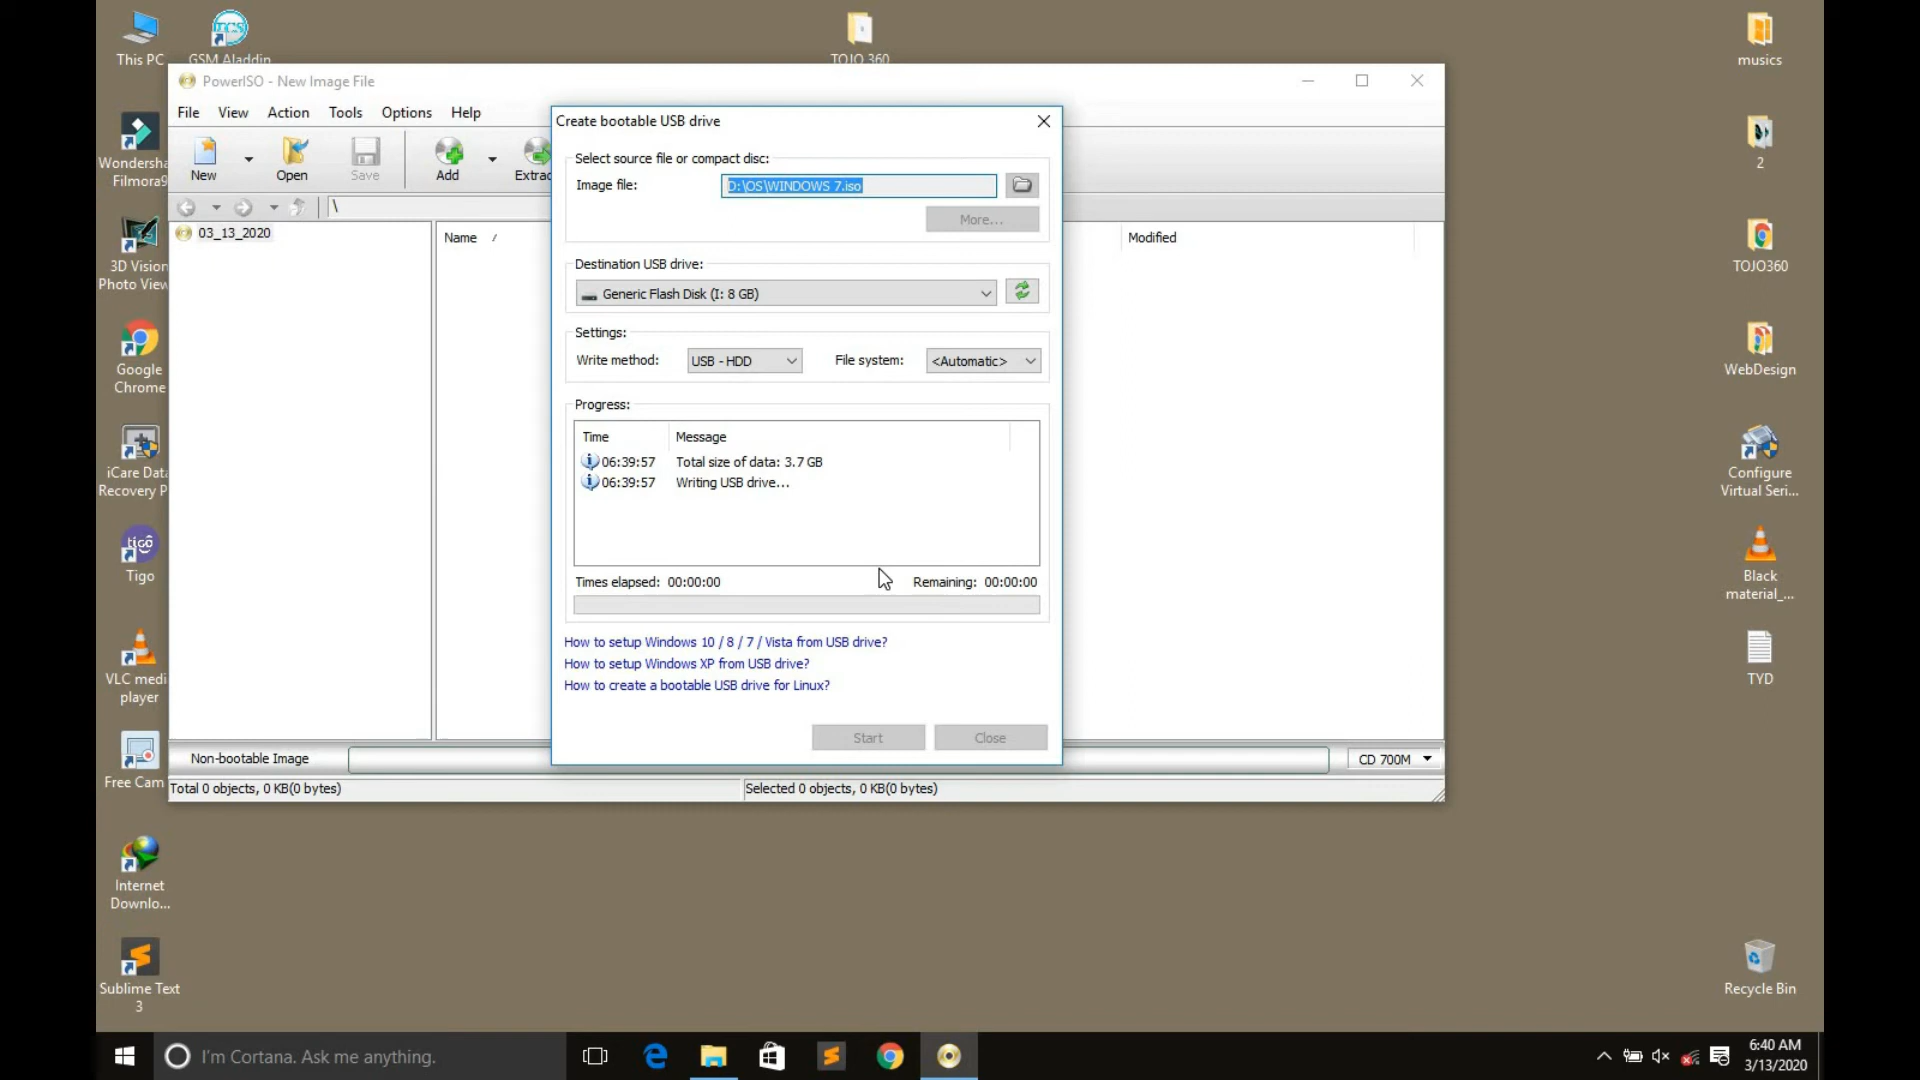 This PC
GSM Aladdin
TOJO 360
musics
PowerISO - New Image File
File View Action Tools Options Help
New
Open
Save
Add
Extrac
\
03_13_2020
Name /
Modified
Create bootable USB drive
Select source file or compact disc:
Image file:
D:\OS\WINDOWS 7.iso
More...
Destination USB drive:
Generic Flash Disk (I: 8 GB)
Settings:
Write method:
USB - HDD
File system:
<Automatic>
Progress:
Time Message
06:39:57 Total size of data: 3.7 GB
06:39:57 Writing USB drive...
Times elapsed: 00:00:00
Remaining: 00:00:00
How to setup Windows 10 / 8 / 7 / Vista from USB drive?
How to setup Windows XP from USB drive?
How to create a bootable USB drive for Linux?
Start
Close
Non-bootable Image
CD 700M
Total 0 objects, 0 KB(0 bytes)
Selected 0 objects, 0 KB(0 bytes)
Wondersha
Filmora9
3D Vision
Photo View
Google
Chrome
iCare Data
Recovery P
tiGO
Tigo
VLC medi
player
Free Cam
Internet
Downlo...
Sublime Text
3
2
TOJO360
WebDesign
Configure
Virtual Seri...
Black
material_...
TYD
Recycle Bin
I'm Cortana. Ask me anything.
6:40 AM
3/13/2020